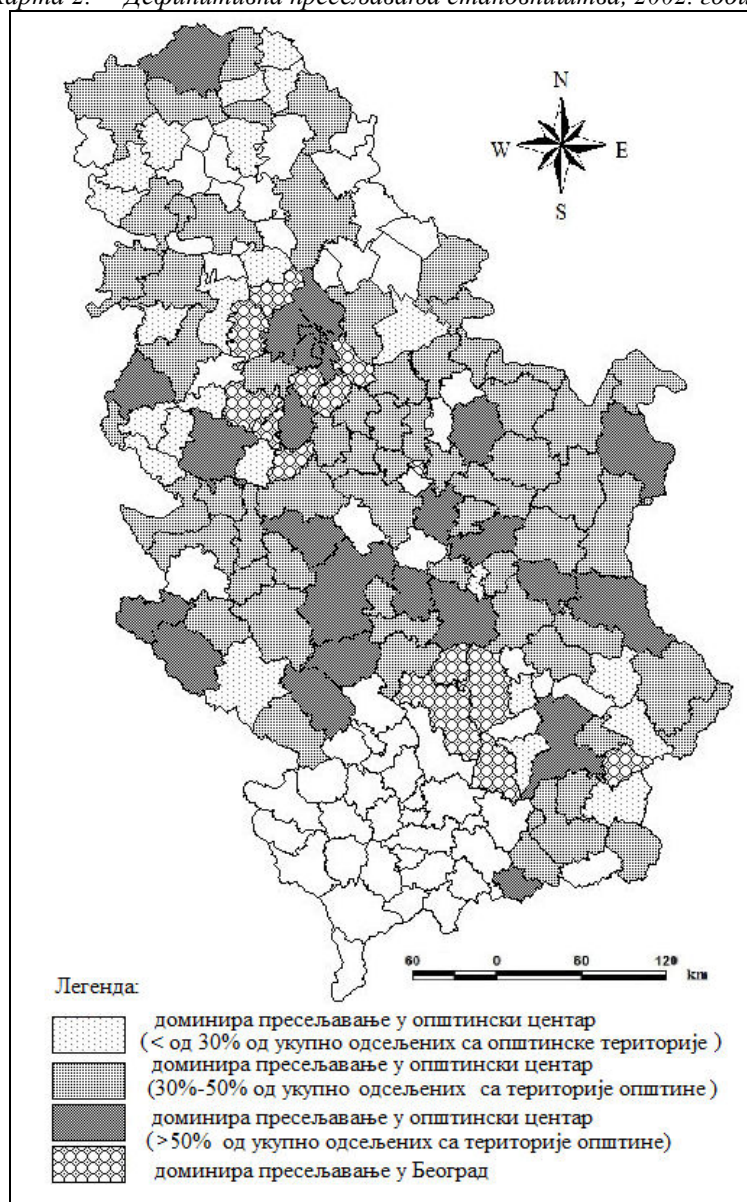 Карта 2. Дефинитивна пресељавања становништва, 2002.
N
W E
S
60 0 60 120
km
Легенда:
доминира пресељавање у општински центар
(< од 30% од укупно одсељених са општинске територије )
доминира пресељавање у општински центар
(30%-50% од укупно одсељених са територије општине )
доминира пресељавање у општински центар
(>50% од укупно одсељених са територије општине)
доминира пресељавање у Београд